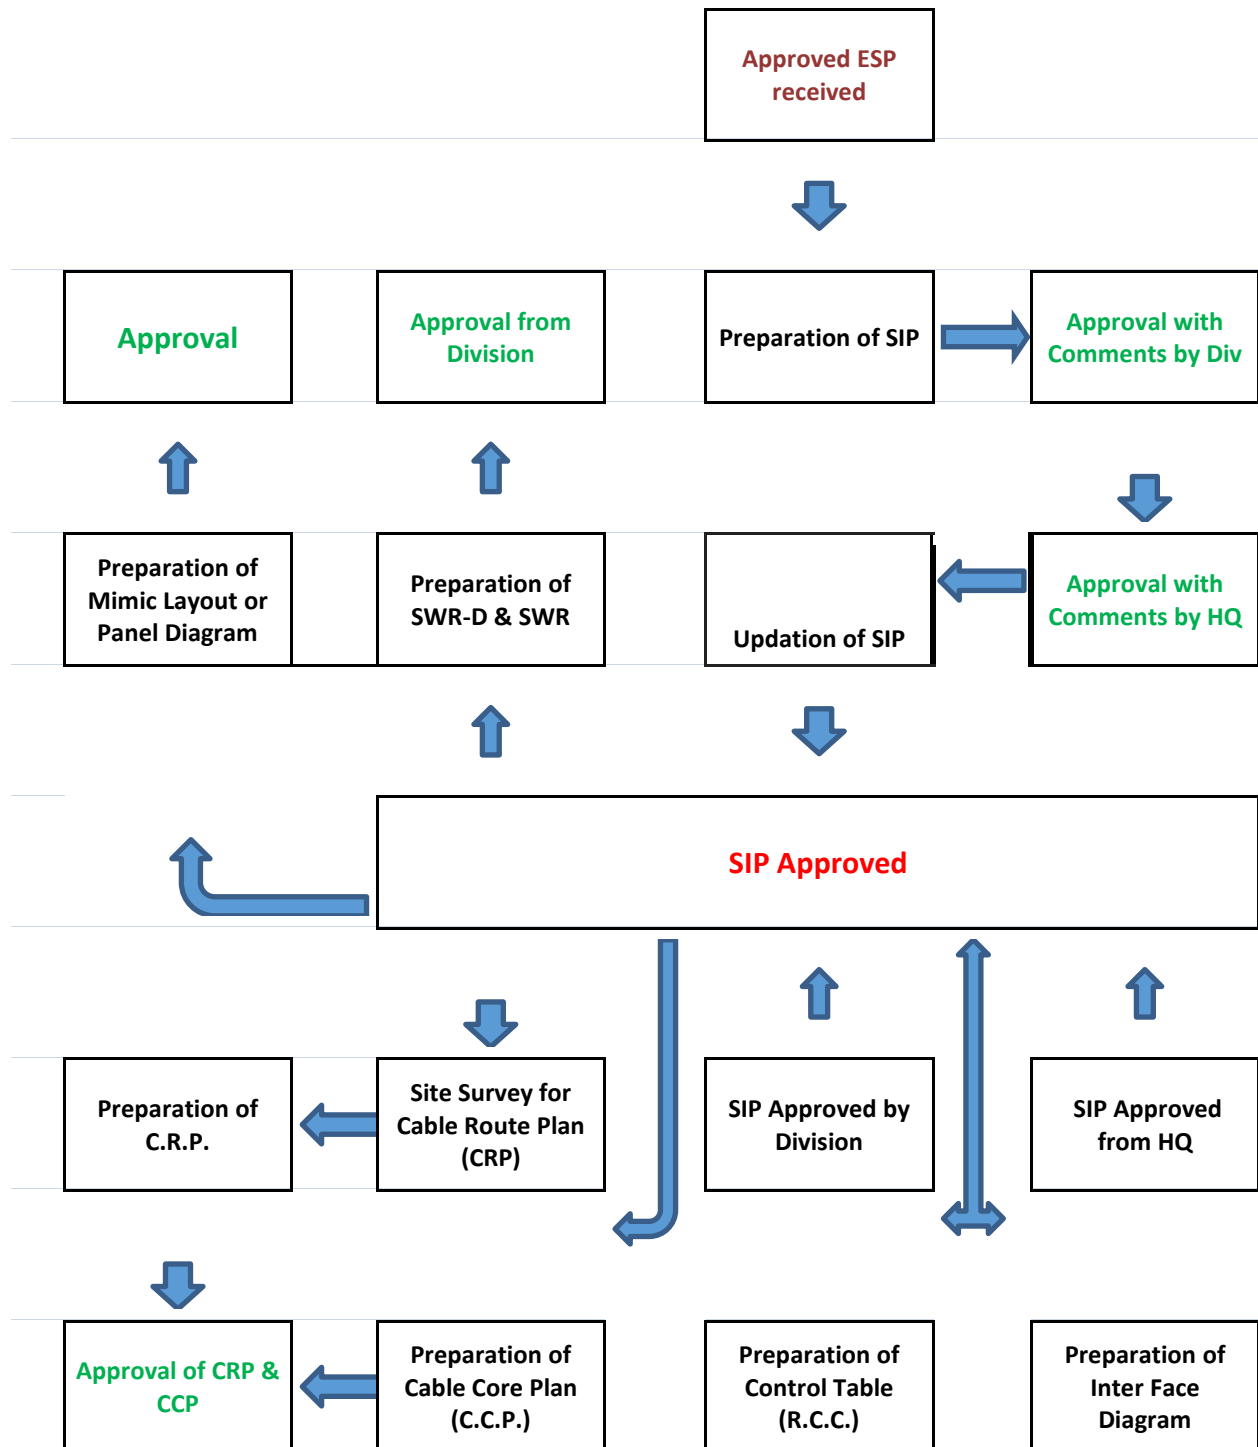 Approved ESP
received
Approval
Approval from
Division
Preparation of SIP
Approval with
Comments by Div
Preparation of
Mimic Layout or
Panel Diagram
Preparation of
SWR-D & SWR
Updation of SIP
Approval with
Comments by HQ
SIP Approved
Preparation of
C.R.P.
Site Survey for
Cable Route Plan
(CRP)
SIP Approved by
Division
SIP Approved
from HQ
Approval of CRP &
CCP
Preparation of
Cable Core Plan
(C.C.P.)
Preparation of
Control Table
(R.C.C.)
Preparation of
Inter Face
Diagram